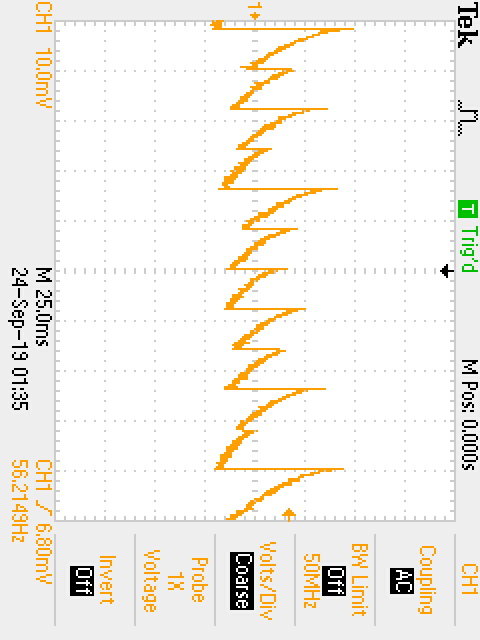 Tek
T Trig'd
M Pos: 0.000s
CH1
Coupling
AC
BW Limit
Off
50MHz
Volts/Div
Coarse
Probe
1X
Voltage
Invert
Off
1
CH1 10.0mV
M 25.0ms
CH1 / 6.80mV
24-Sep-19 01:35
56.2149Hz